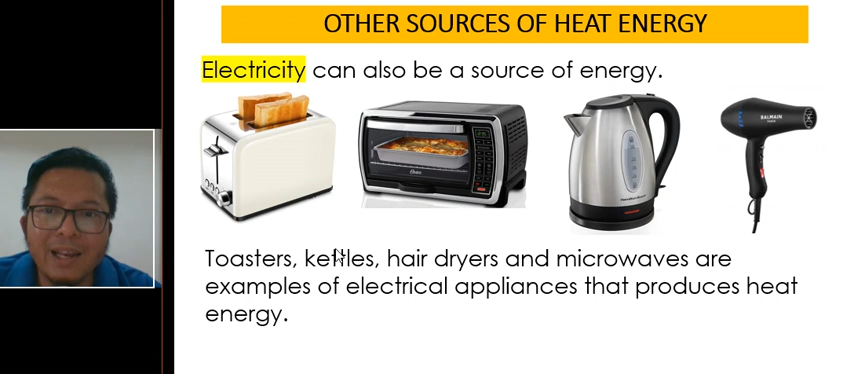 OTHER SOURCES OF HEAT ENERGY
Electricity can also be a source of energy.
BALMAIN
Toasters, kettles, hair dryers and microwaves are
examples of electrical appliances that produces heat
energy.